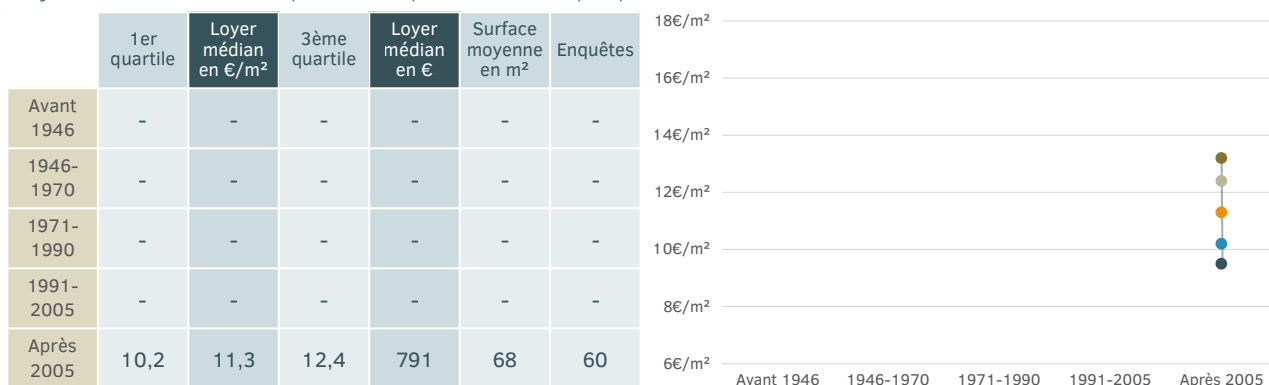 1er
quartile
Loyer
médian
en €/m²
3ème
quartile
Loyer
médian
en €
Surface
moyenne
en m²
Enquêtes
Avant
1946
- - - - - -
1946-
1970
- - - - - -
1971-
1990
- - - - - -
1991-
2005
- - - - - -
Après
2005
10,2 11,3 12,4 791 68 60
18€/m²
16€/m²
14€/m²
12€/m²
10€/m²
8€/m²
6€/m²
Avant 1946 1946-1970 1971-1990 1991-2005 Après 2005